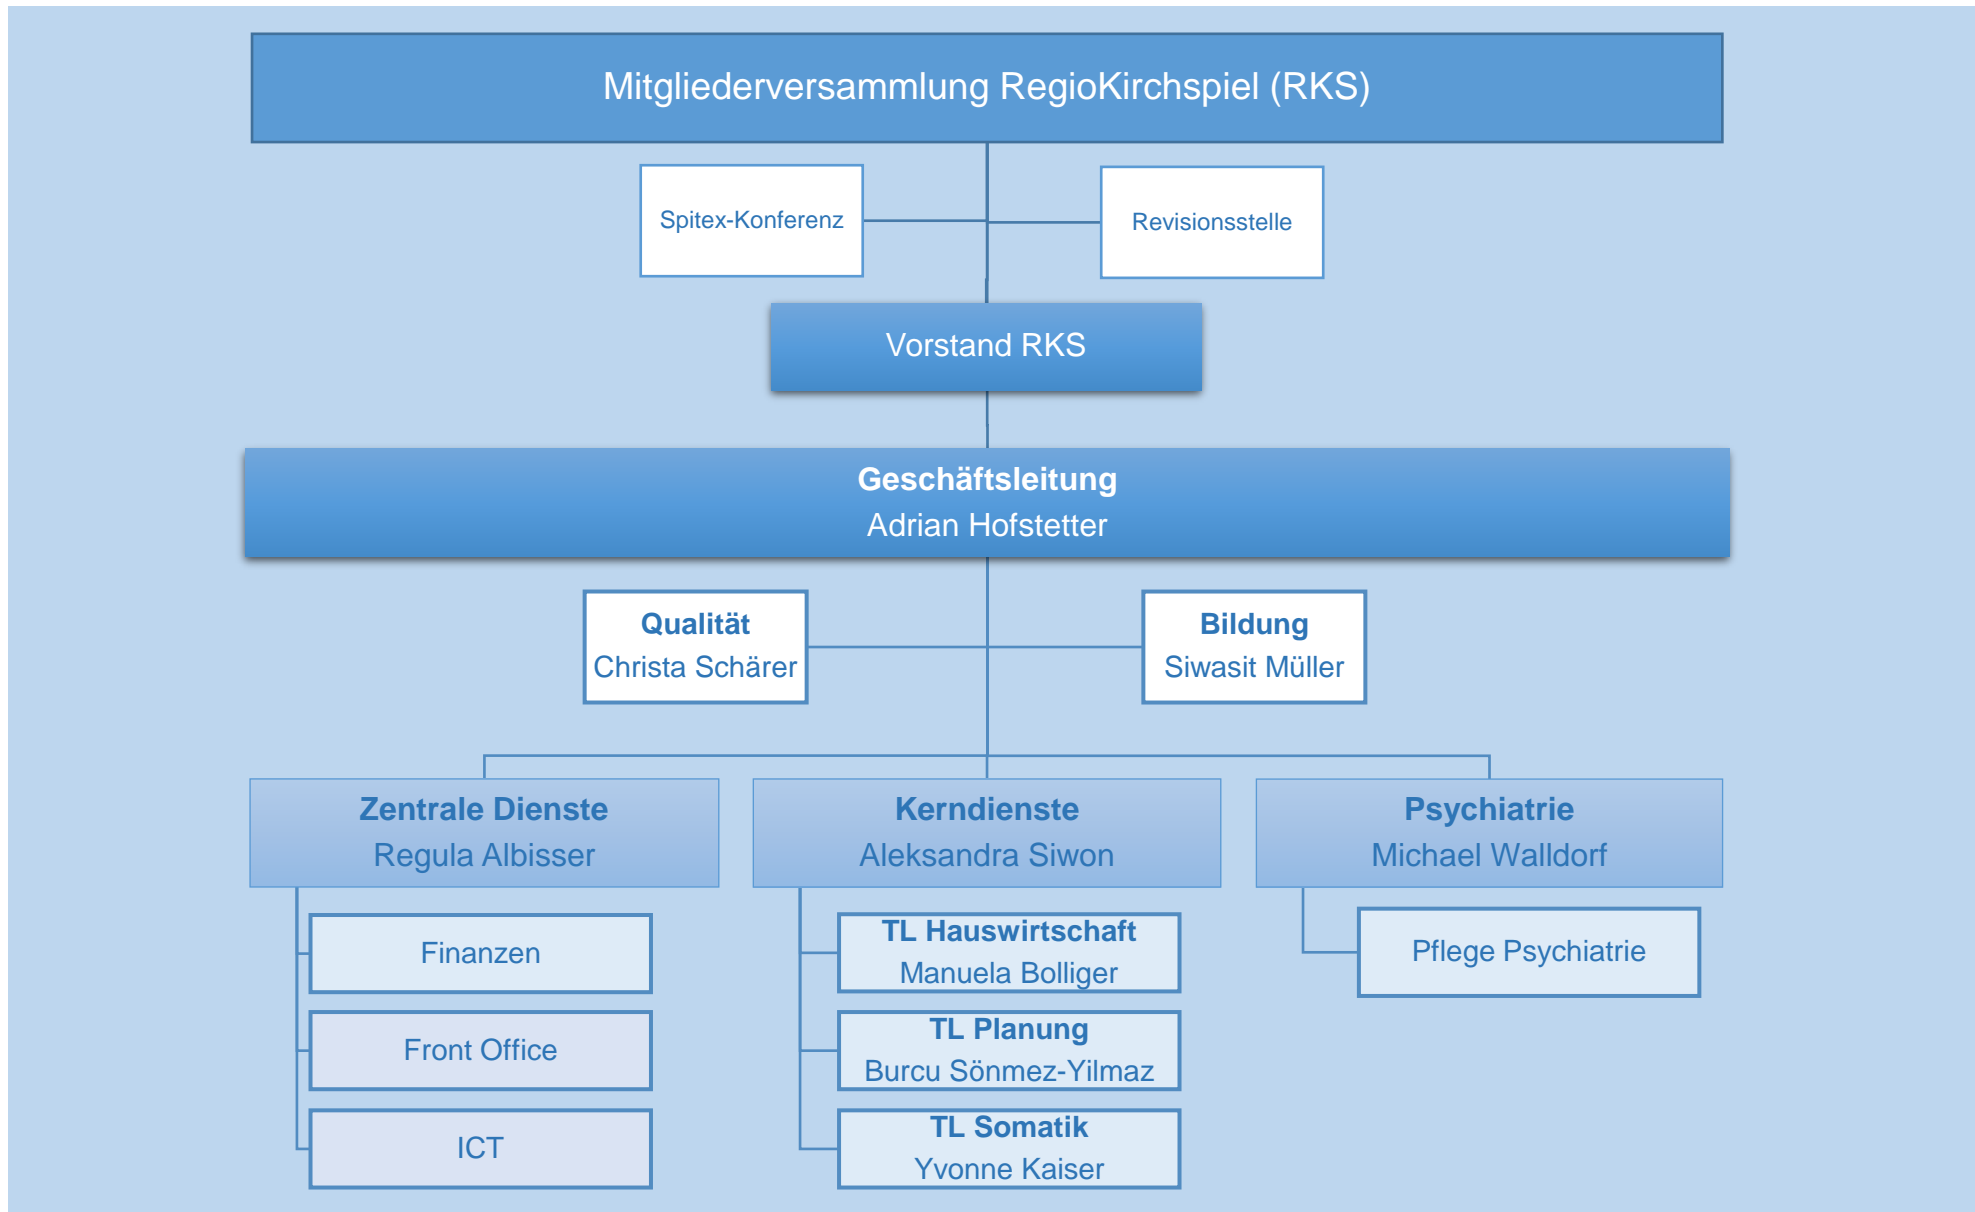 Mitgliederversammlung RegioKirchspiel (RKS)
Spitex-Konferenz
Revisionsstelle
Vorstand RKS
Geschäftsleitung
Adrian Hofstetter
Qualität
Christa Schärer
Bildung
Siwasit Müller
Zentrale Dienste
Regula Albisser
Kerndienste
Aleksandra Siwon
Psychiatrie
Michael Walldorf
Finanzen
Front Office
ICT
TL Hauswirtschaft
Manuela Bolliger
TL Planung
Burcu Sönmez-Yilmaz
TL Somatik
Yvonne Kaiser
Pflege Psychiatrie